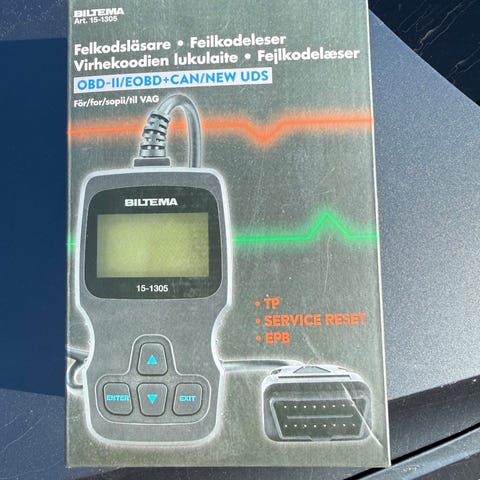 BILTEMA
Art. 15-1305
Felkodsläsare • Feilkodeleser
Virhekoodien lukulaite • Fejlkodelæser
OBD-II/EOBD+CAN/NEW UDS
För/for/sopii/til VAG
BILTEMA
15-1305
• TP
• SERVICE RESET
• EPB
ENTER
EXIT